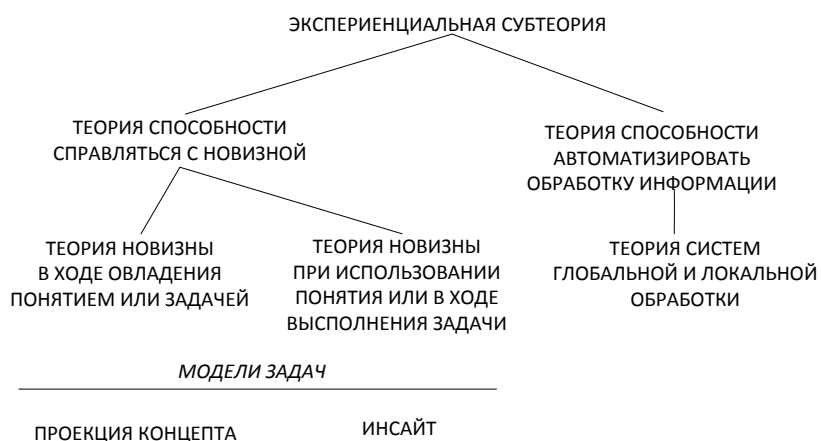 ЭКСПЕРИЕНЦИАЛЬНАЯ СУБТЕОРИЯ
ТЕОРИЯ СПОСОБНОСТИ
СПРАВЛЯТЬСЯ С НОВИЗНОЙ
ТЕОРИЯ СПОСОБНОСТИ
АВТОМАТИЗИРОВАТЬ
ОБРАБОТКУ ИНФОРМАЦИИ
ТЕОРИЯ НОВИЗНЫ
В ХОДЕ ОВЛАДЕНИЯ
ПОНЯТИЕМ ИЛИ ЗАДАЧЕЙ
ТЕОРИЯ НОВИЗНЫ
ПРИ ИСПОЛЬЗОВАНИИ
ПОНЯТИЯ ИЛИ В ХОДЕ
ВЫСПОЛНЕНИЯ ЗАДАЧИ
ТЕОРИЯ СИСТЕМ
ГЛОБАЛЬНОЙ И ЛОКАЛЬНОЙ
ОБРАБОТКИ
МОДЕЛИ ЗАДАЧ
ПРОЕКЦИЯ КОНЦЕПТА
ИНСАЙТ